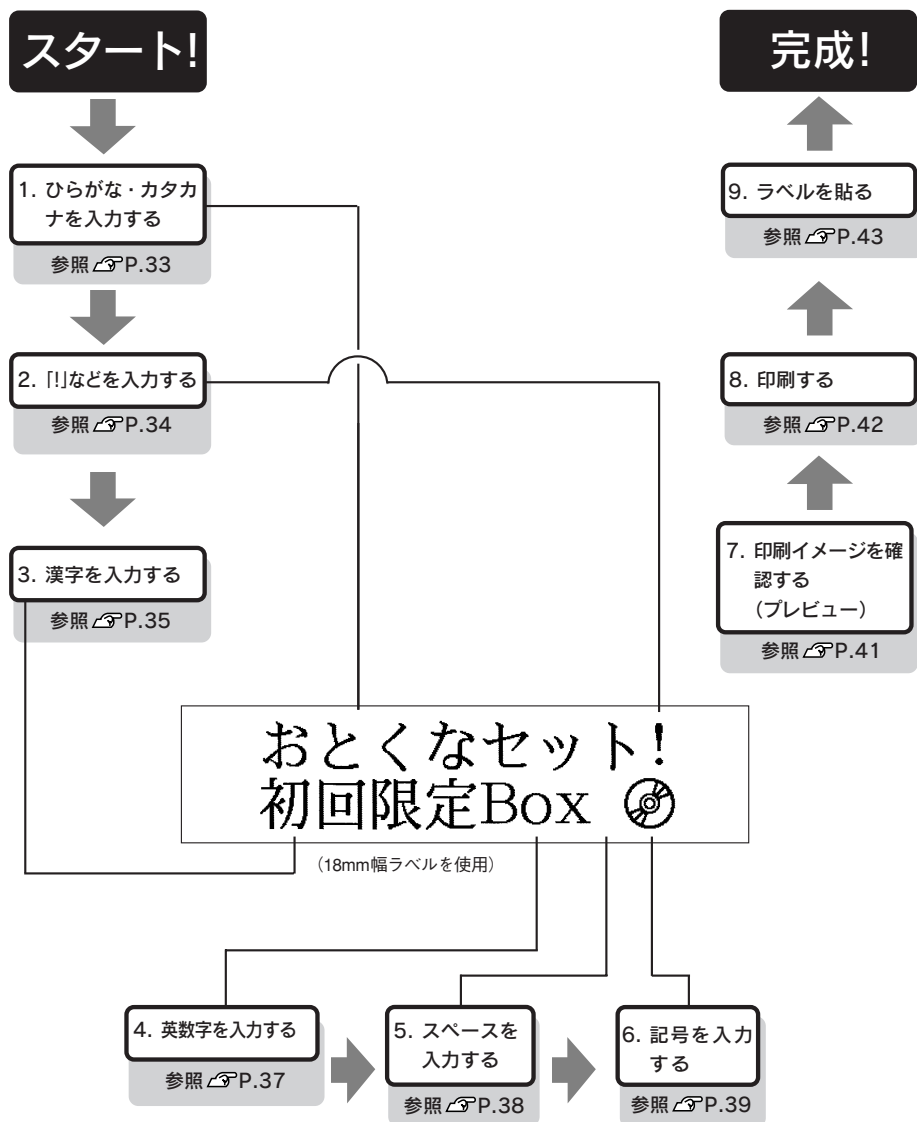 スタート!
1. ひらがな・カタカ
ナを入力する
参照 P.33
2.「!」などを入力する
参照 P.34
3. 漢字を入力する
参照 P.35
おとくなセット!
初回限定Box
（18mm幅ラベルを使用）
4. 英数字を入力する
参照 P.37
5. スペースを
入力する
参照 P.38
6. 記号を入力
する
参照 P.39
7. 印刷イメージを確
認する
（プレビュー）
参照 P.41
8. 印刷する
参照 P.42
9. ラベルを貼る
参照 P.43
完成!